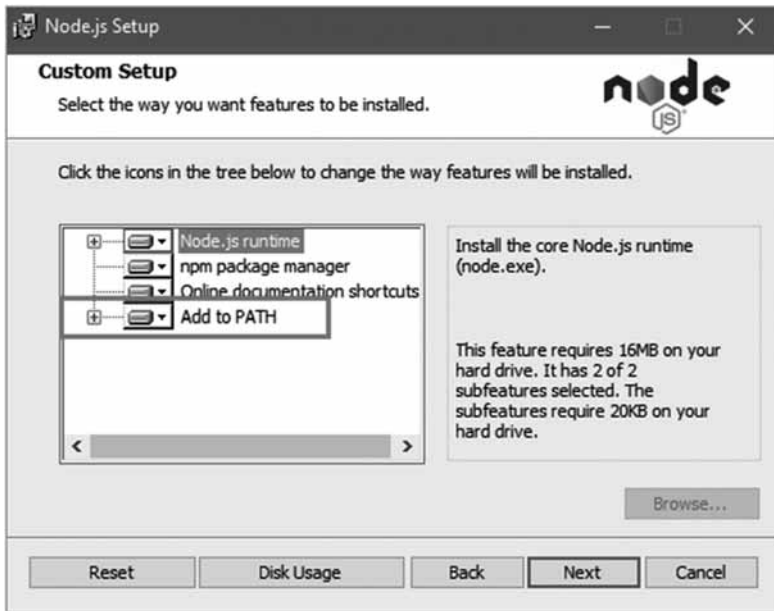 Node.js Setup
Custom Setup
Select the way you want features to be installed.
node
JS
Click the icons in the tree below to change the way features will be installed.
Node.js runtime
npm package manager
Online documentation shortcuts
Add to PATH
Install the core Node.js runtime
(node.exe).
This feature requires 16MB on your
hard drive. It has 2 of 2
subfeatures selected. The
subfeatures require 20KB on your
hard drive.
Browse...
Reset
Disk Usage
Back
Next
Cancel